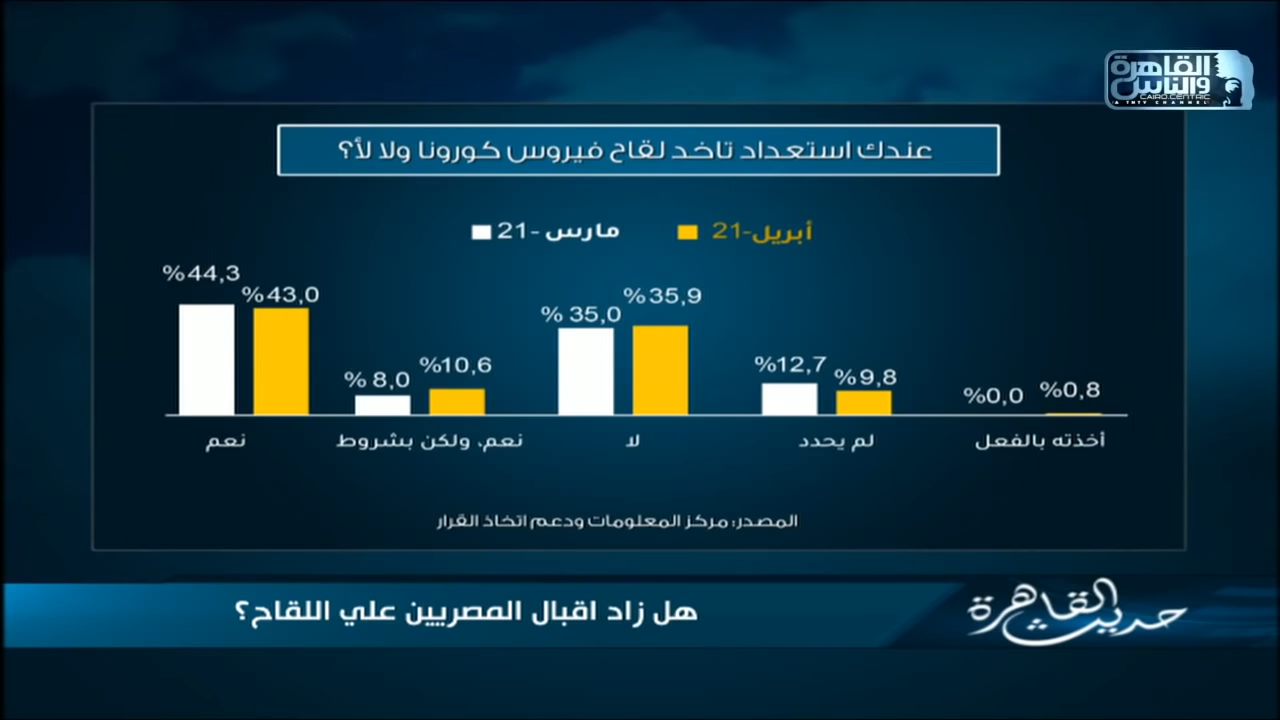 القاهرة
والناس
CAIRO.CENTRIC
A TNTV CHANNEL
عندك استعداد تاخد لقاح فيروس كورونا ولا لأ؟
مارس -21
أبريل-21
%44,3
%43,0
% 8,0
%10,6
% 35,0
%35,9
%12,7
%9,8
%0,0
%0,8
نعم
نعم، ولكن بشروط
لا
لم يحدد
أخذته بالفعل
المصدر: مركز المعلومات ودعم اتخاذ القرار
هل زاد اقبال المصريين علي اللقاح؟
حديث القاهرة